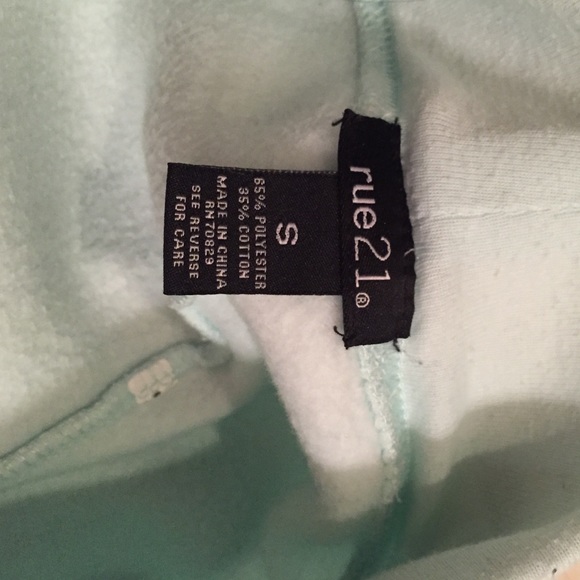 rue21®
S
65% POLYESTER
35% COTTON
MADE IN CHINA
RN70829
SEE REVERSE
FOR CARE